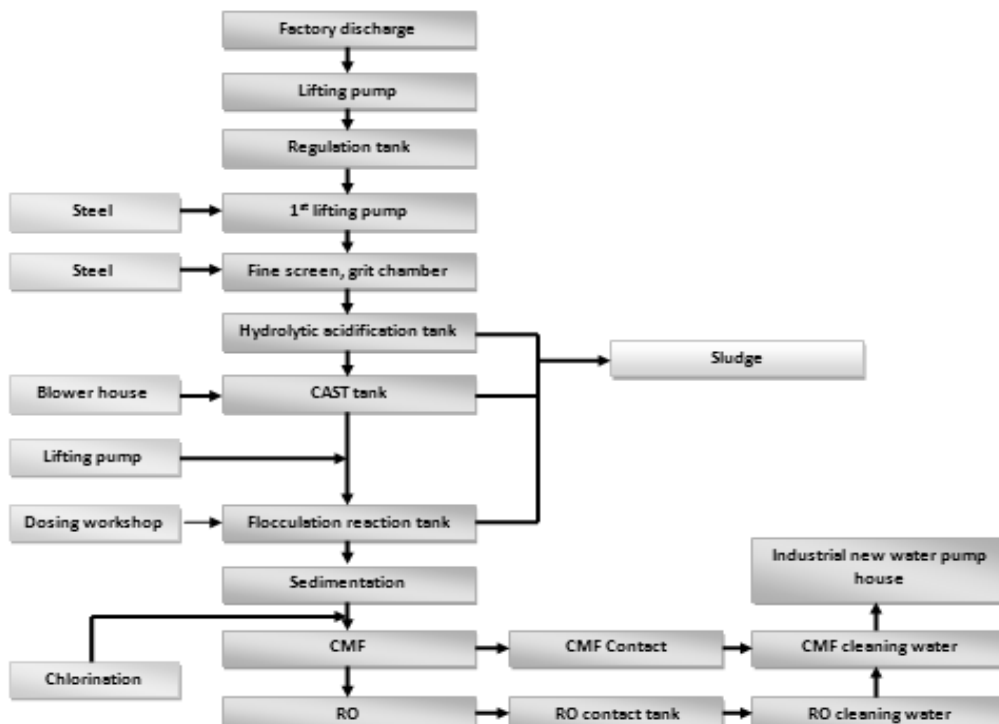 Factory discharge
Lifting pump
Regulation tank
Steel
1st lifting pump
Steel
Fine screen, grit chamber
Hydrolytic acidification tank
Sludge
Blower house
CAST tank
Lifting pump
Dosing workshop
Flocculation reaction tank
Industrial new water pump
house
Sedimentation
CMF
CMF Contact
CMF cleaning water
Chlorination
RO
RO contact tank
RO cleaning water